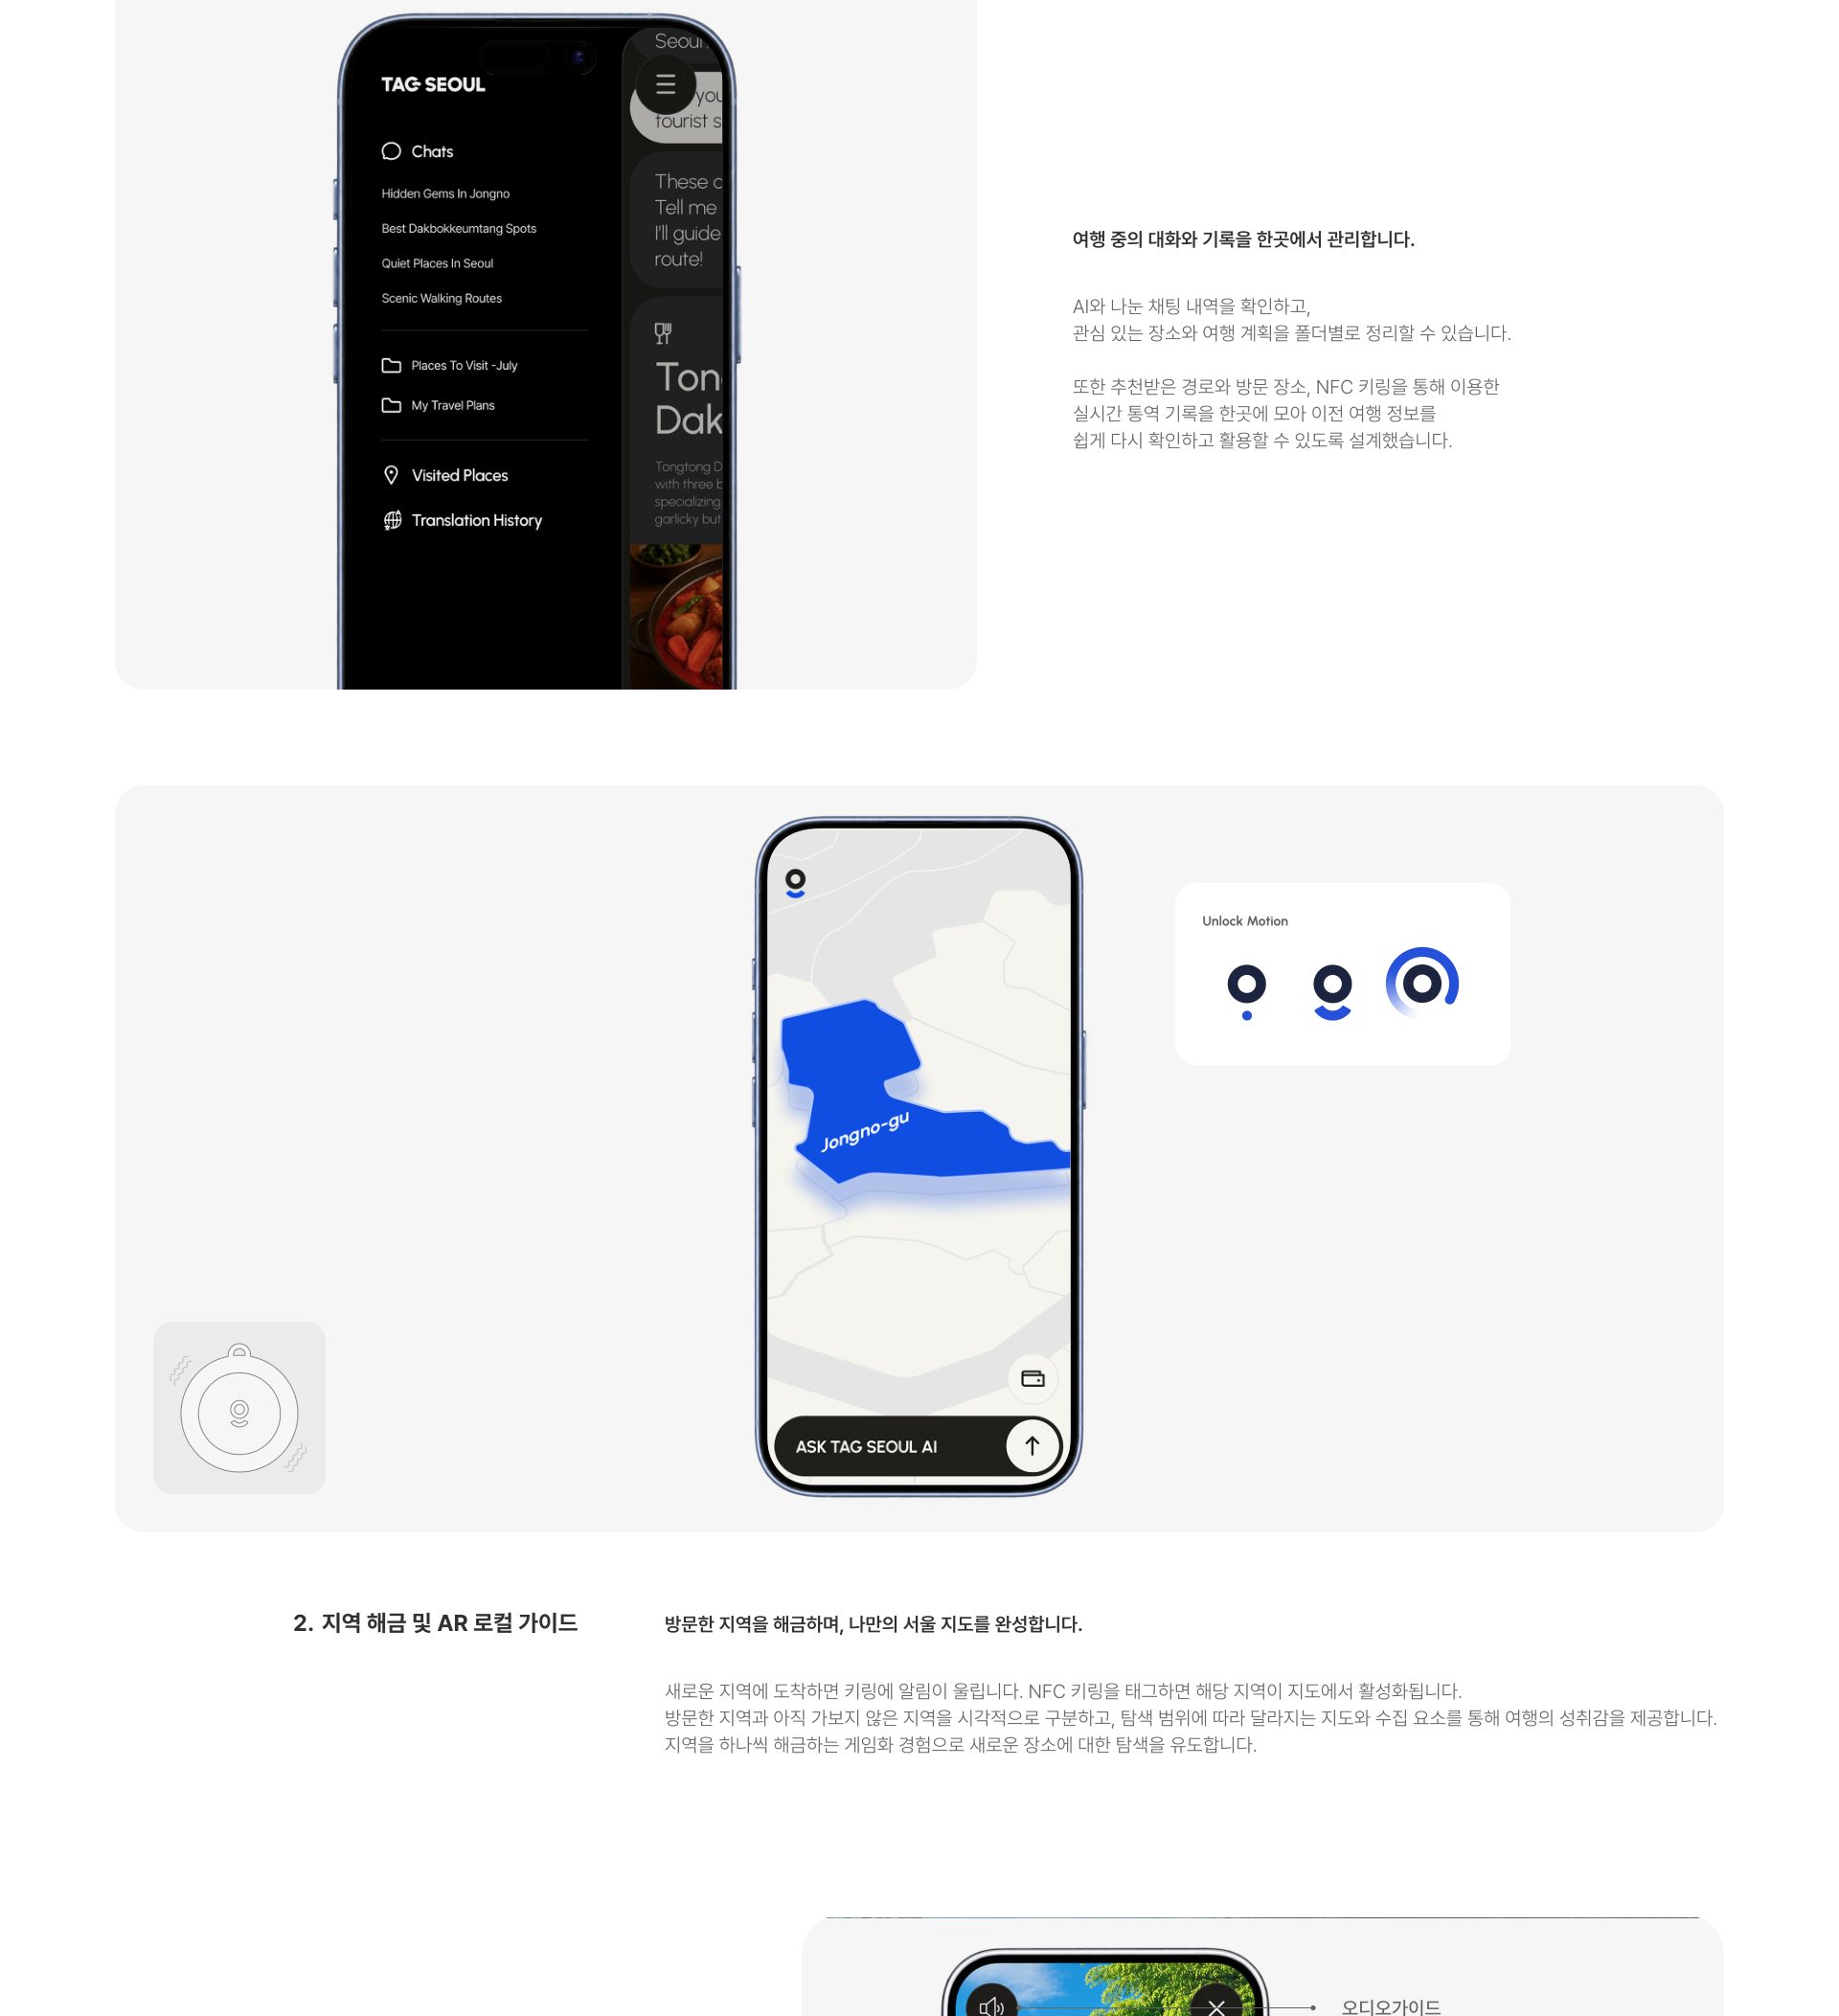 TAG SEOUL
Chats
Hidden Gems In Jongno
Best Dakbokkeumtang Spots
Quiet Places In Seoul
Scenic Walking Routes
Places To Visit -July
My Travel Plans
Visited Places
Translation History
Seoul
you
tourist s
These
Tell me
I'll guide
route!
Ton
Dak
Tongtong D
with three b
specializing
garlicky but
여행 중의 대화와 기록을 한곳에서 관리합니다.
AI와 나눈 채팅 내역을 확인하고,
관심 있는 장소와 여행 계획을 폴더별로 정리할 수 있습니다.
또한 추천받은 경로와 방문 장소, NFC 키링을 통해 이용한
실시간 통역 기록을 한곳에 모아 이전 여행 정보를
쉽게 다시 확인하고 활용할 수 있도록 설계했습니다.
Jongno-gu
ASK TAG SEOUL AI
Unlock Motion
2. 지역 해금 및 AR 로컬 가이드
방문한 지역을 해금하며, 나만의 서울 지도를 완성합니다.
새로운 지역에 도착하면 키링에 알림이 울립니다. NFC 키링을 태그하면 해당 지역이 지도에서 활성화됩니다.
방문한 지역과 아직 가보지 않은 지역을 시각적으로 구분하고, 탐색 범위에 따라 달라지는 지도와 수집 요소를 통해 여행의 성취감을 제공합니다.
지역을 하나씩 해금하는 게임화 경험으로 새로운 장소에 대한 탐색을 유도합니다.
오디오가이드